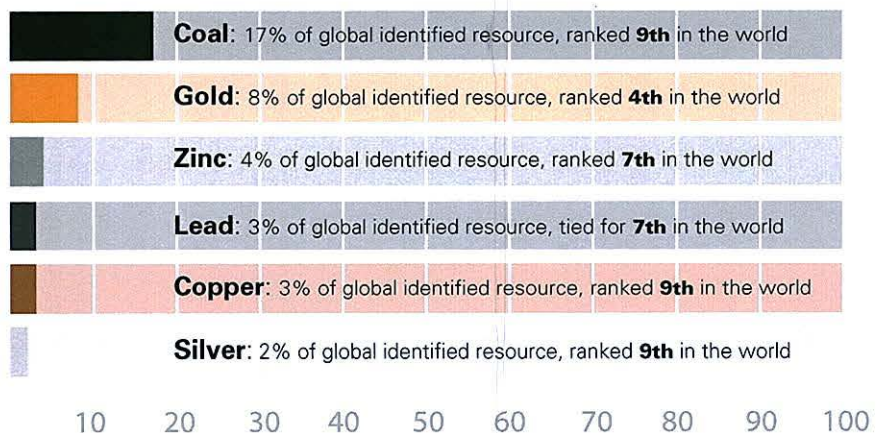 Coal: 17% of global identified resource, ranked 9th in the world
Gold: 8% of global identified resource, ranked 4th in the world
Zinc: 4% of global identified resource, ranked 7th in the world
Lead: 3% of global identified resource, tied for 7th in the world
Copper: 3% of global identified resource, ranked 9th in the world
Silver: 2% of global identified resource, ranked 9th in the world
10 20 30 40 50 60 70 80 90 100